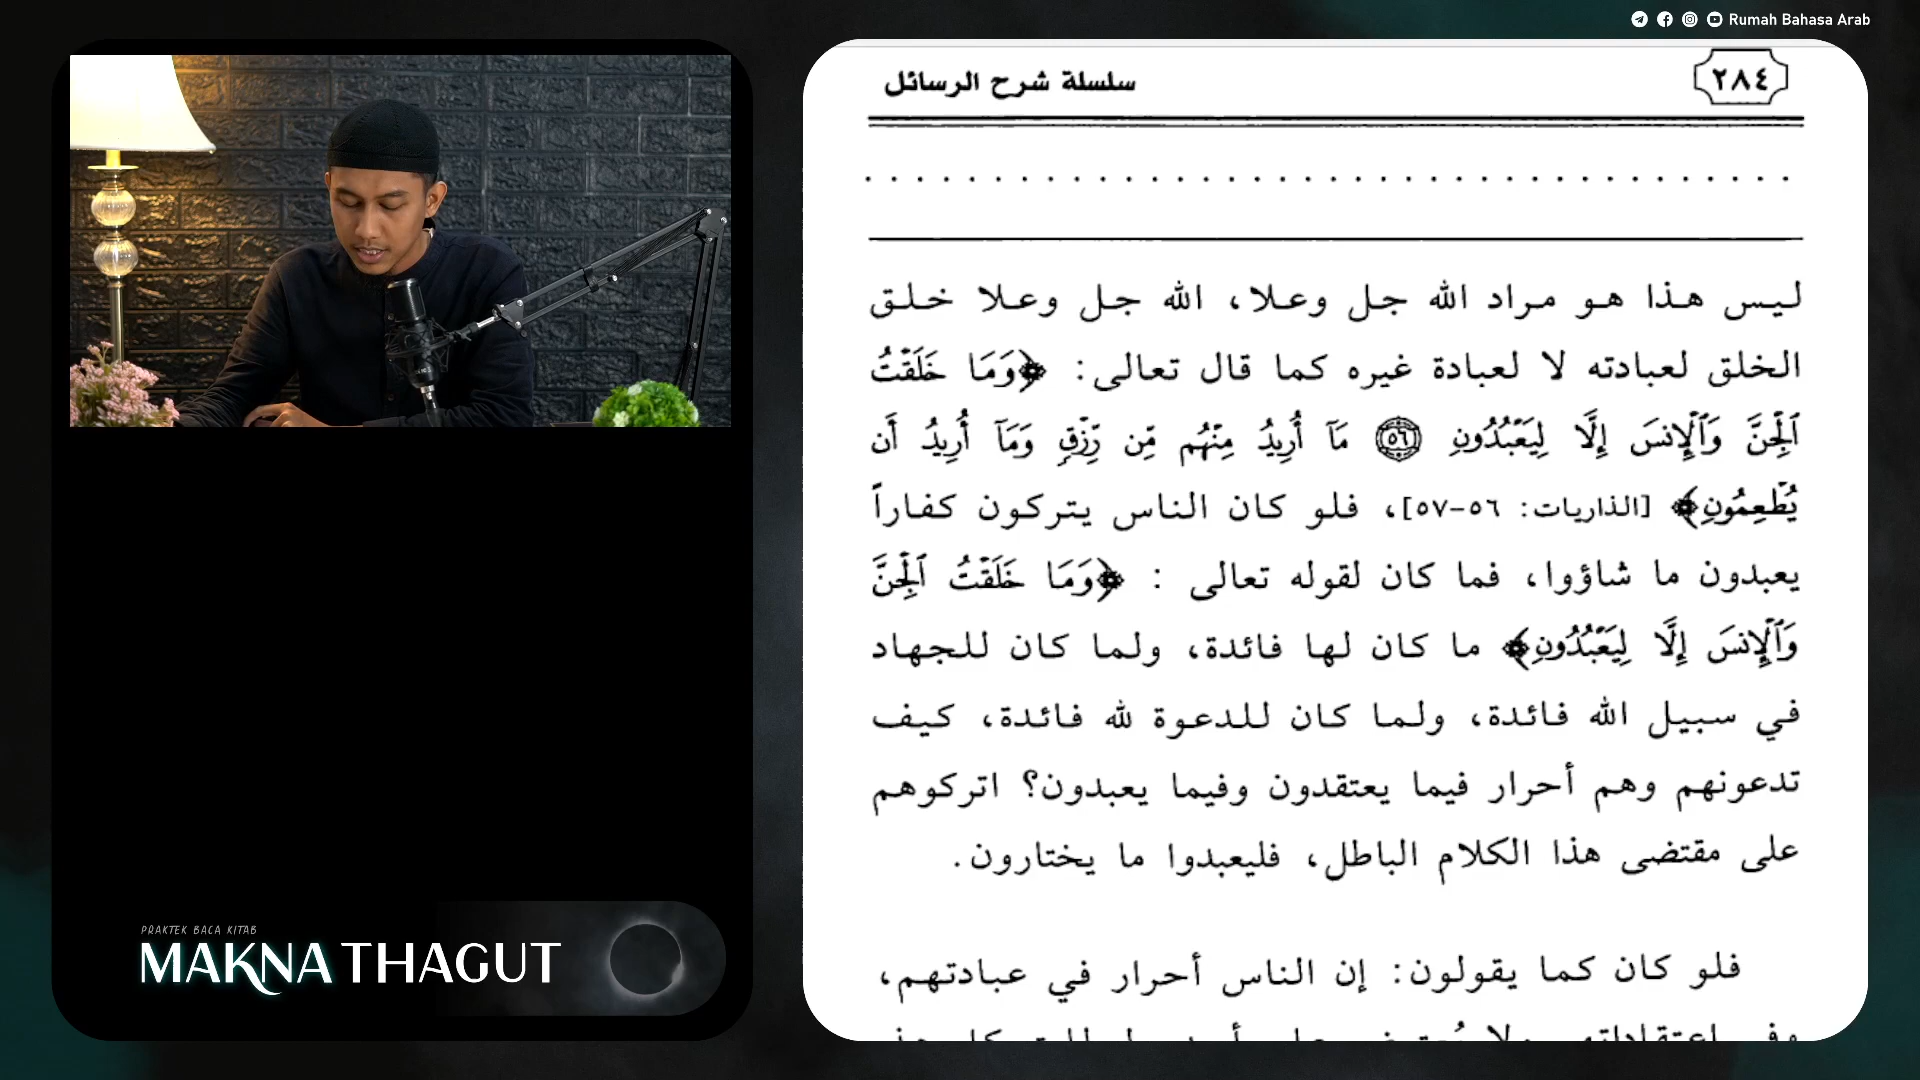 Rumah Bahasa Arab
سلسلة شرح الرسائل
٢٨٤
ليس هذا هو مراد الله جل وعلا، الله جل وعلا خلق
الخلق لعبادته لا لعبادة غيره كما قال تعالى: ﴿وَمَا خَلَقْتُ
ٱلْجِنَّ وَٱلْإِنسَ إِلَّا لِيَعْبُدُونِ ٥٦ مَآ أُرِيدُ مِنْهُم مِّن رِّزْقٍ وَمَآ أُرِيدُ أَن
يُطْعِمُونِ﴾ [الذاريات: ٥٦-٥٧]، فلو كان الناس يتركون كفاراً
يعبدون ما شاؤوا، فما كان لقوله تعالى : ﴿وَمَا خَلَقْتُ ٱلْجِنَّ
وَٱلْإِنسَ إِلَّا لِيَعْبُدُونِ﴾ ما كان لها فائدة، ولما كان للجهاد
في سبيل الله فائدة، ولما كان للدعوة لله فائدة، كيف
تدعونهم وهم أحرار فيما يعتقدون وفيما يعبدون؟ اتركوهم
على مقتضى هذا الكلام الباطل، فليعبدوا ما يختارون.
فلو كان كما يقولون: إن الناس أحرار في عبادتهم،
PRAKTEK BACA KITAB
MAKNA THAGUT